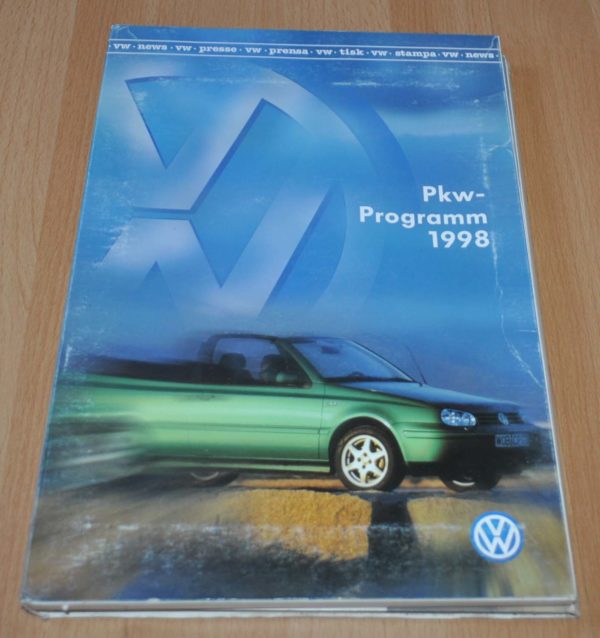 · vw · news · vw · presse · vw · prensa · vw · tisk · vw · stampa · vw · news ·
Pkw-
Programm
1998